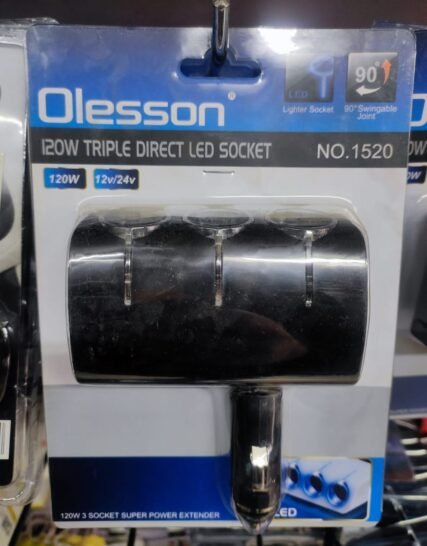 Olesson®
LED
Lighter Socket
90°
90° Swingable
Joint
120W TRIPLE DIRECT LED SOCKET
NO.1520
120W
12v/24v
120W 3 SOCKET SUPER POWER EXTENDER
LED